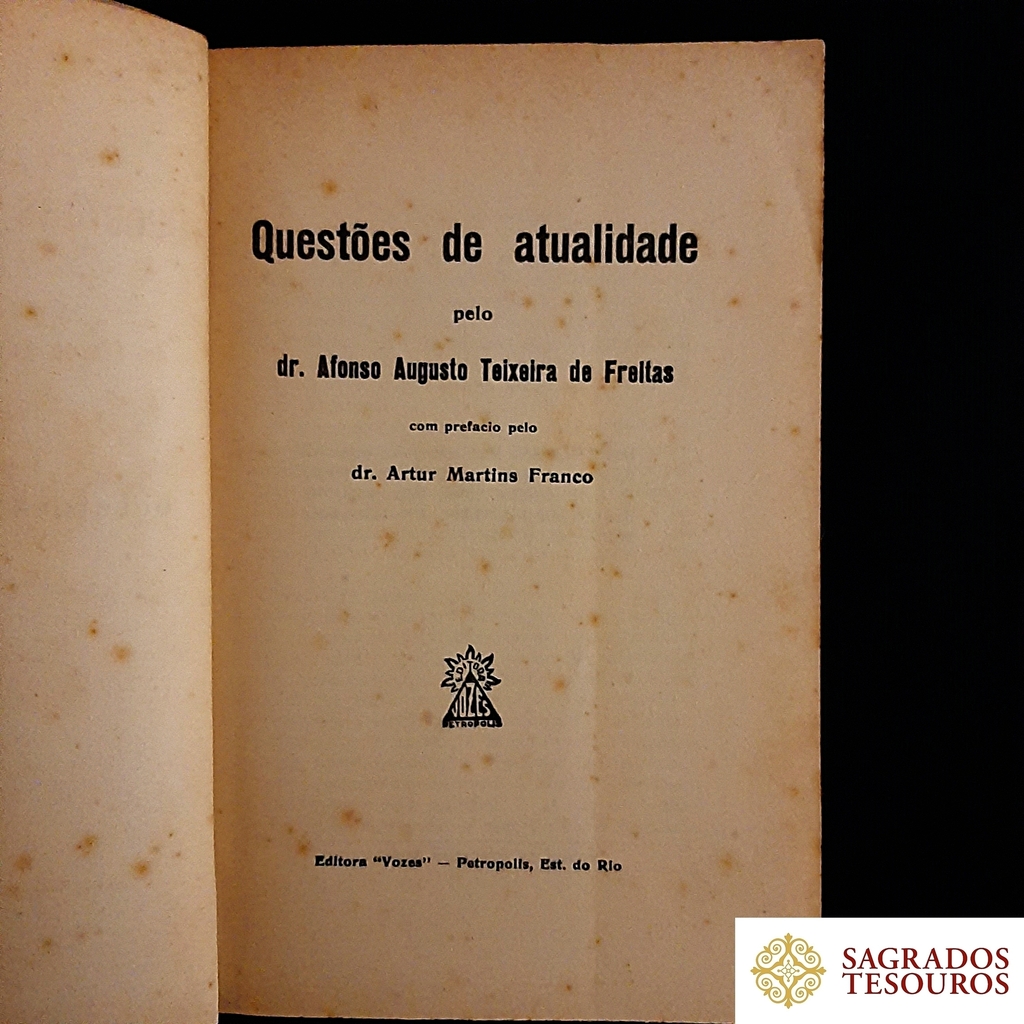 Questões de atualidade
pelo
dr. Afonso Augusto Teixeira de Freitas
com prefacio pelo
dr. Artur Martins Franco
EDITORA
VOZES
PETROPOLIS
Editora "Vozes" — Petropolis, Est. do Rio
SAGRADOS
TESOUROS